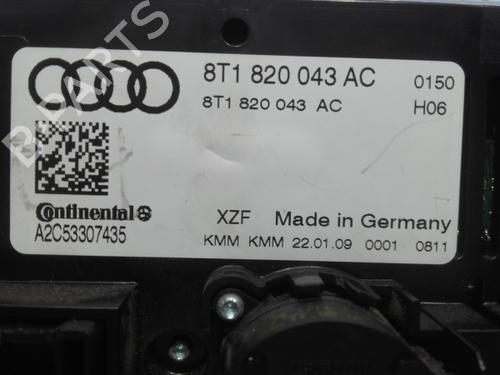 8T1 820 043 AC 0150
8T1 820 043 AC H06
Continental
A2C53307435
XZF Made in Germany
KMM KMM 22.01.09 0001 0811
B-PARTS